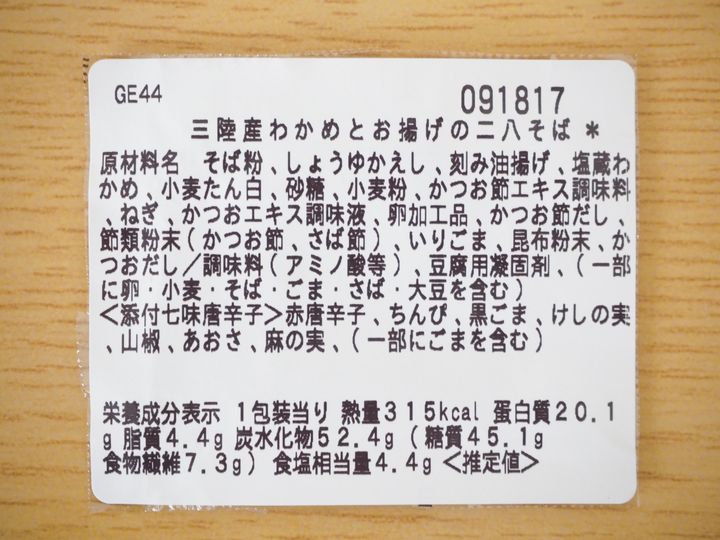 GE44 091817
三陸産わかめとお揚げの二八そば *
原材料名 そば粉、しょうゆかえし、刻み油揚げ、塩蔵わ
かめ、小麦たん白、砂糖、小麦粉、かつお節エキス調味料
、ねぎ、かつおエキス調味液、卵加工品、かつお節だし、
節類粉末(かつお節、さば節)、いりごま、昆布粉末、か
つおだし/調味料(アミノ酸等)、豆腐用凝固剤、(一部
に卵・小麦・そば・ごま・さば・大豆を含む)
<添付七味唐辛子>赤唐辛子、ちんぴ、黒ごま、けしの実
、山椒、あおさ、麻の実、(一部にごまを含む)
栄養成分表示 1包装当り 熱量315kcal 蛋白質20.1
g 脂質4.4g 炭水化物52.4g(糖質45.1g
食物繊維7.3g) 食塩相当量4.4g <推定値>